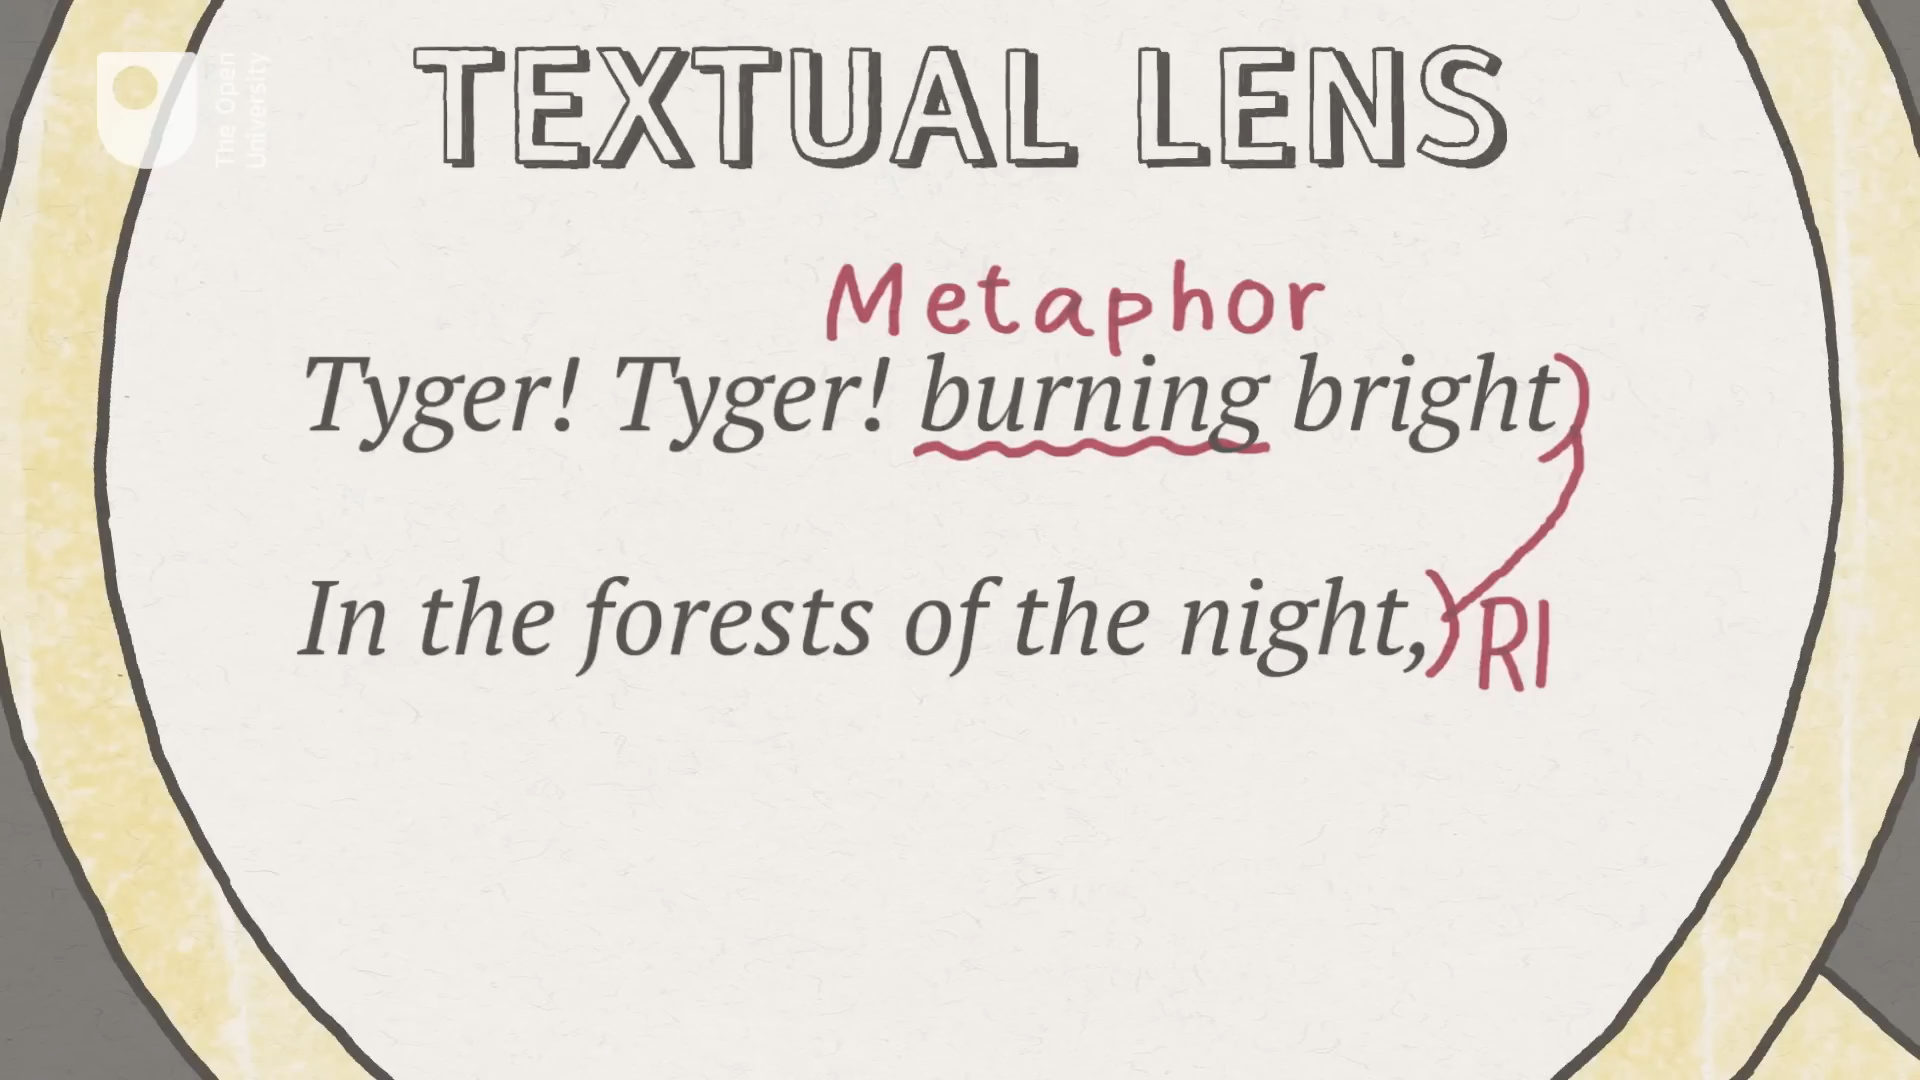 The Open
University
TEXTUAL LENS
Metaphor
Tyger! Tyger! burning bright,
In the forests of the night,
RI